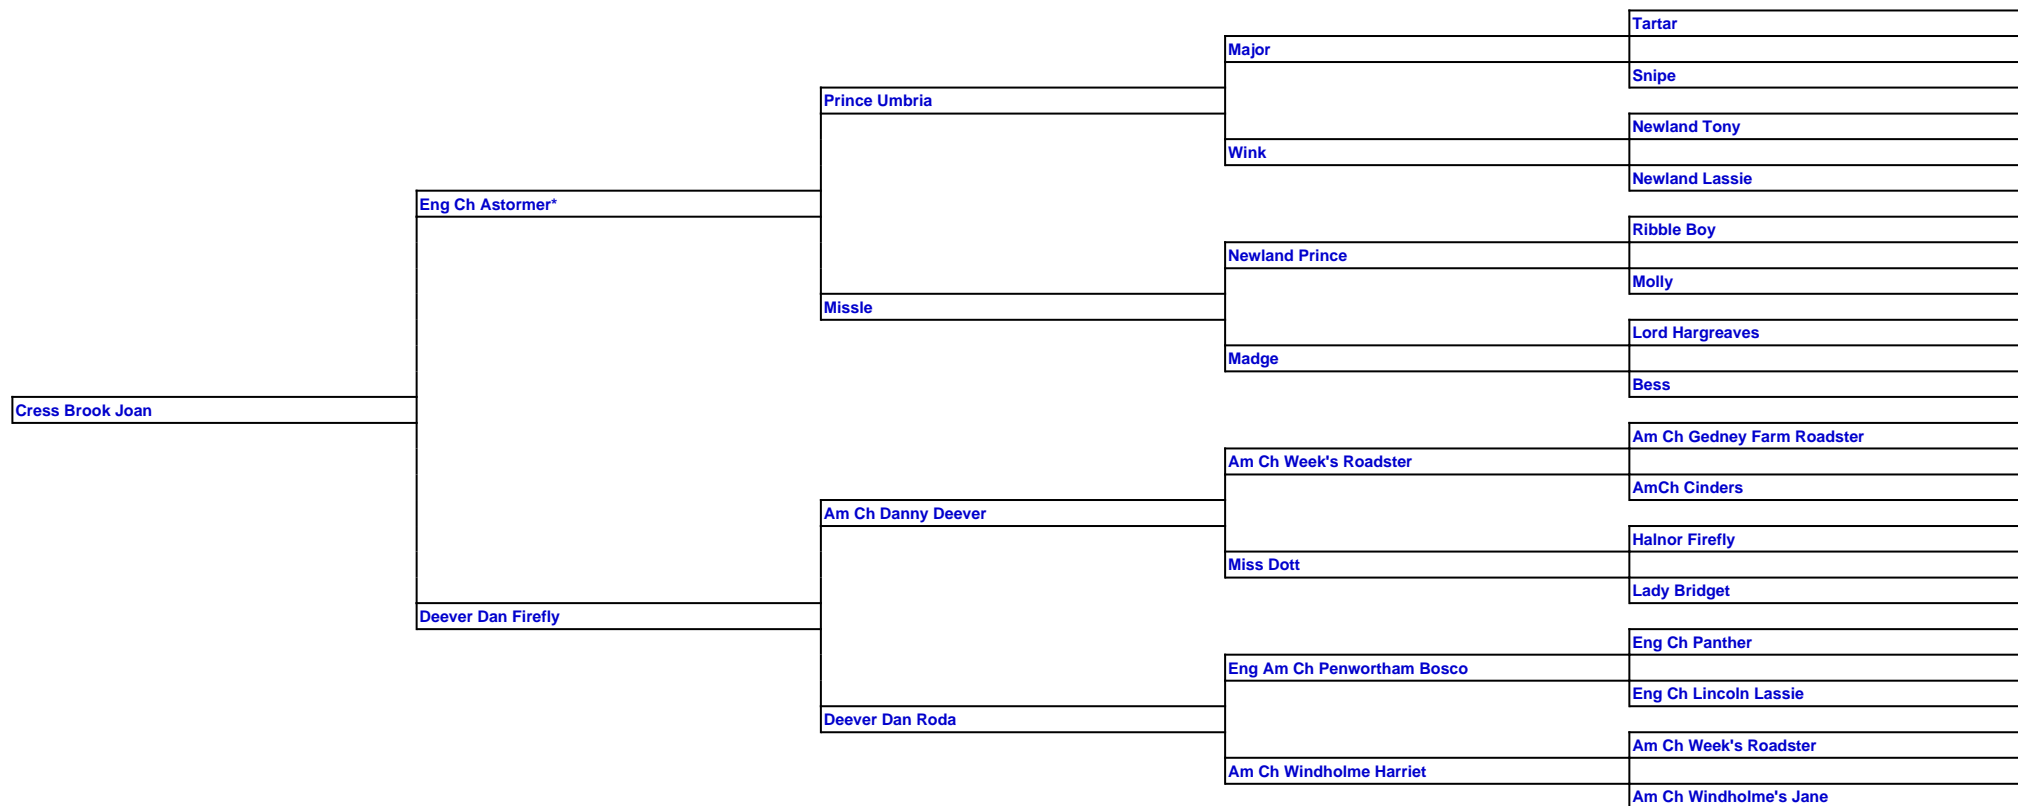 Tartar
Major
Snipe
Prince Umbria
Newland Tony
Wink
Newland Lassie
Eng Ch Astormer*
Ribble Boy
Newland Prince
Molly
Missle
Lord Hargreaves
Madge
Bess
Cress Brook Joan
Am Ch Gedney Farm Roadster
Am Ch Week's Roadster
AmCh Cinders
Am Ch Danny Deever
Halnor Firefly
Miss Dott
Lady Bridget
Deever Dan Firefly
Eng Ch Panther
Eng Am Ch Penwortham Bosco
Eng Ch Lincoln Lassie
Deever Dan Roda
Am Ch Week's Roadster
Am Ch Windholme Harriet
Am Ch Windholme's Jane